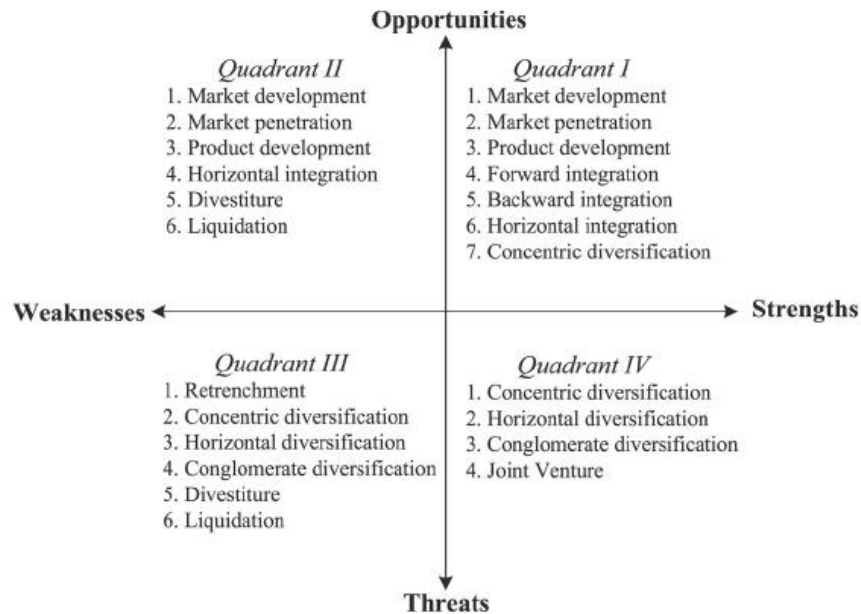 Opportunities
Quadrant II
1. Market development
2. Market penetration
3. Product development
4. Horizontal integration
5. Divestiture
6. Liquidation
Quadrant I
1. Market development
2. Market penetration
3. Product development
4. Forward integration
5. Backward integration
6. Horizontal integration
7. Concentric diversification
Weaknesses
Strengths
Quadrant III
1. Retrenchment
2. Concentric diversification
3. Horizontal diversification
4. Conglomerate diversification
5. Divestiture
6. Liquidation
Quadrant IV
1. Concentric diversification
2. Horizontal diversification
3. Conglomerate diversification
4. Joint Venture
Threats